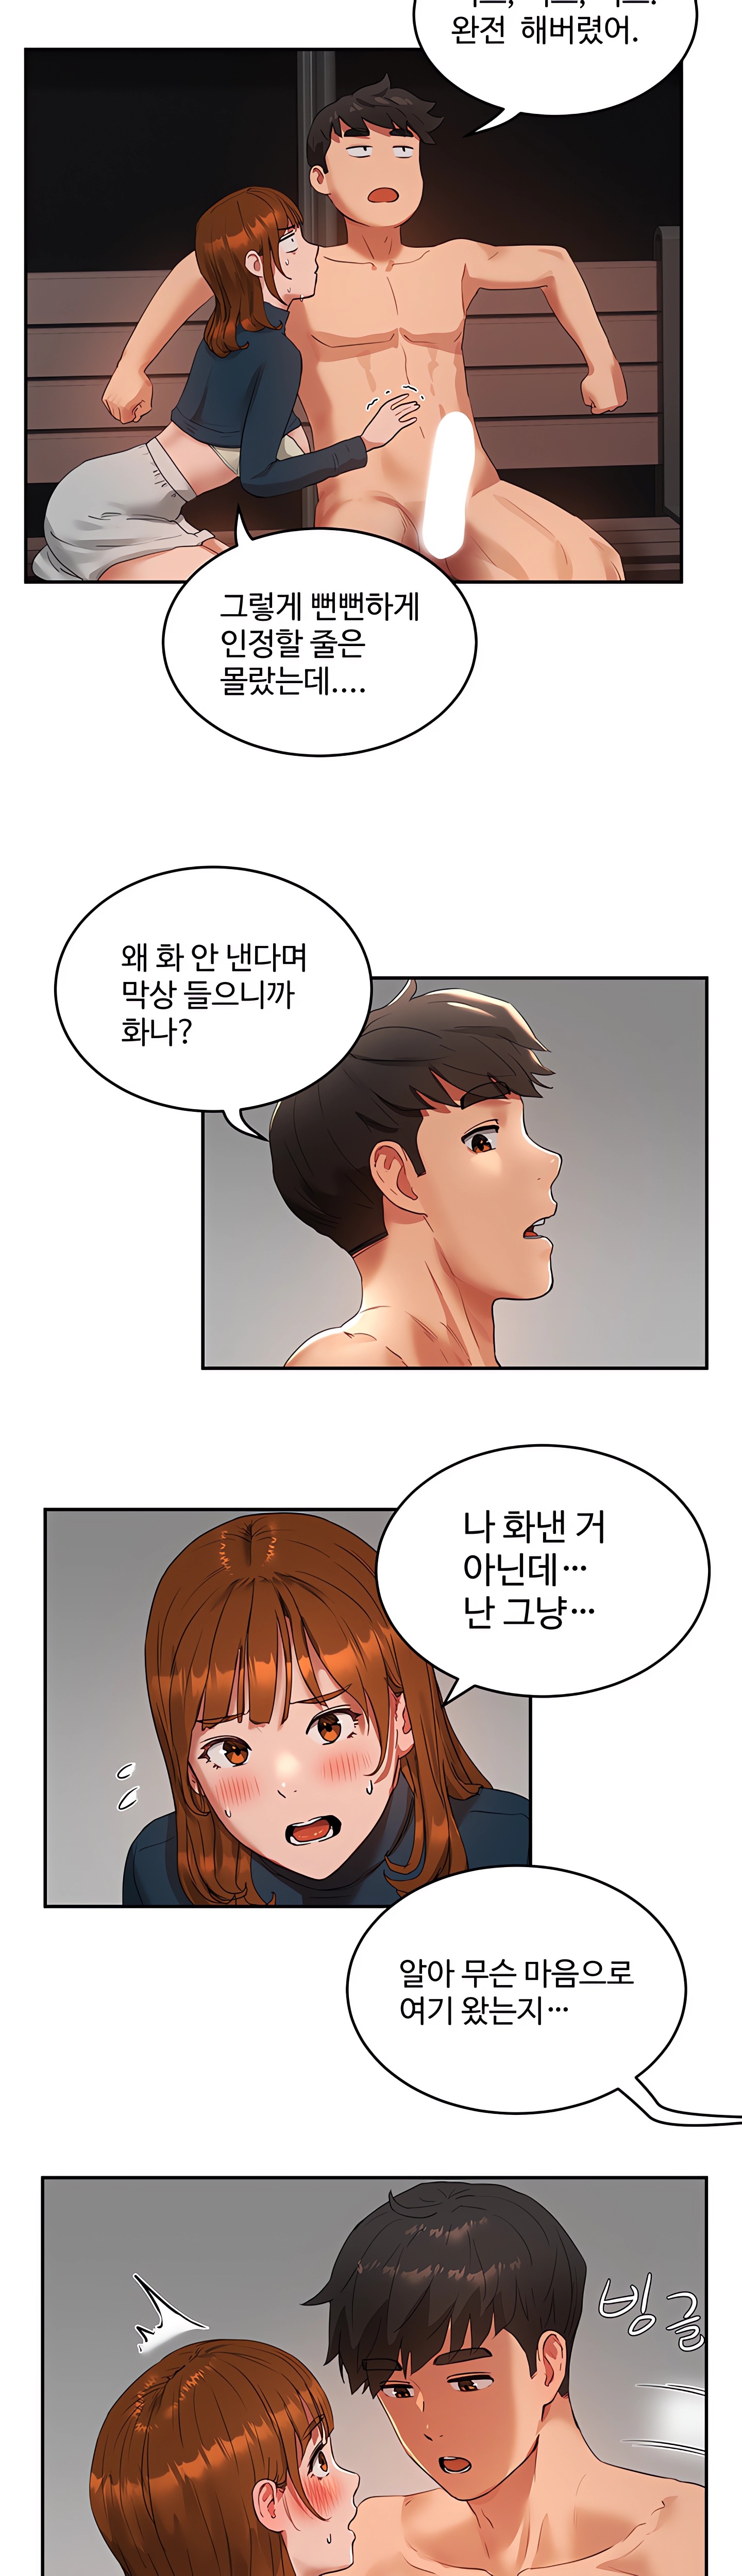 완전 해버렸어.
그렇게 뻔뻔하게
인정할 줄은
몰랐는데....
왜 화 안 낸다며
막상 들으니까
화나?
나 화낸 거
아닌데…
난 그냥…
알아 무슨 마음으로
여기 왔는지…
빙글